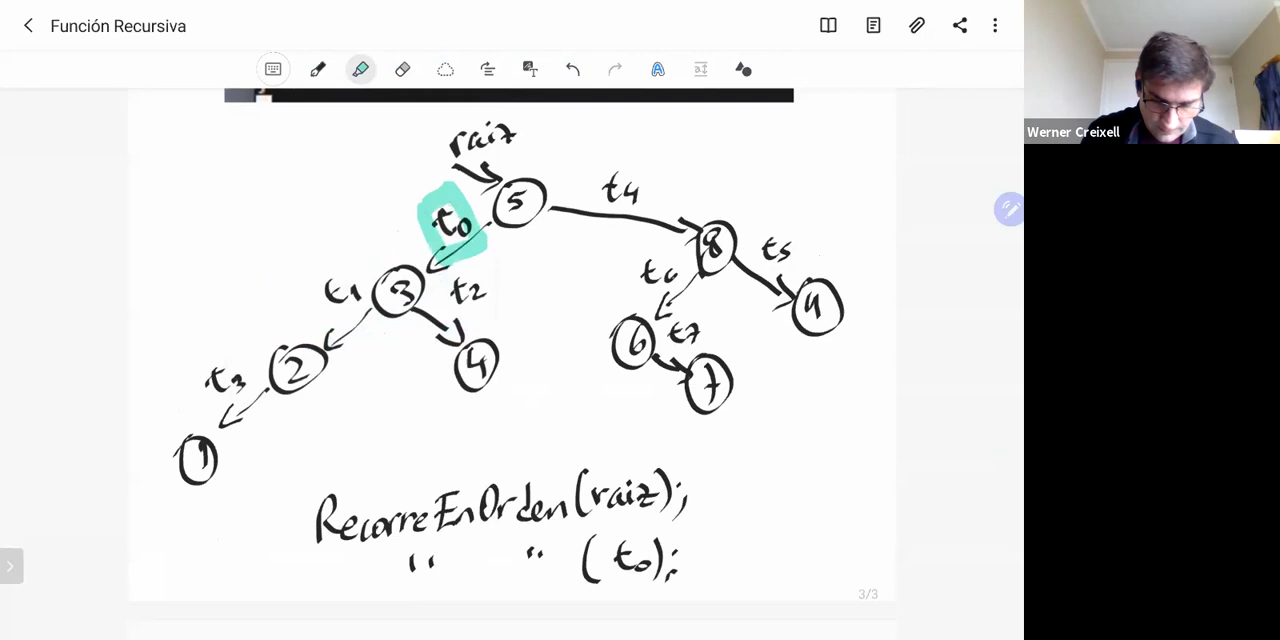 Función Recursiva
Werner Creixell
raiz
5
t4
t0
8
t5
t6
3
t1
t2
9
6
t7
2
4
7
t3
1
RecorreEnOrden(raiz);
" " (t0);
3/3